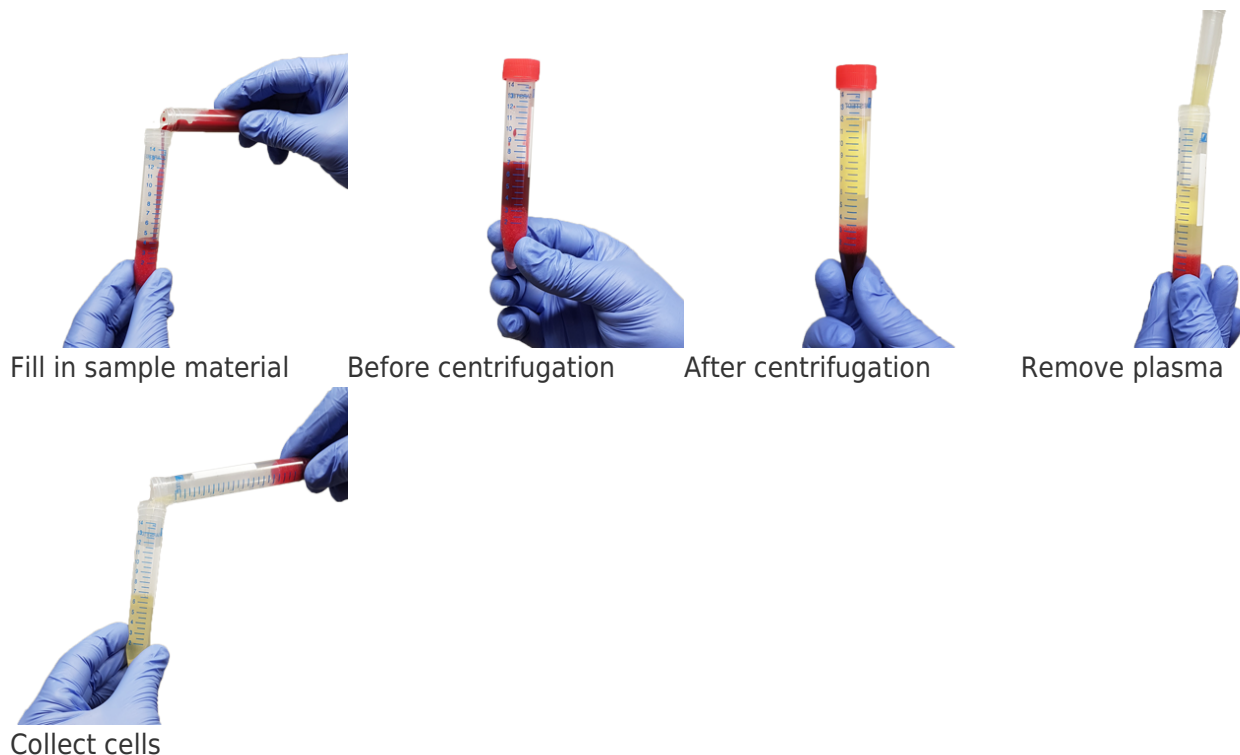 Fill in sample material
Before centrifugation
After centrifugation
Remove plasma
Collect cells